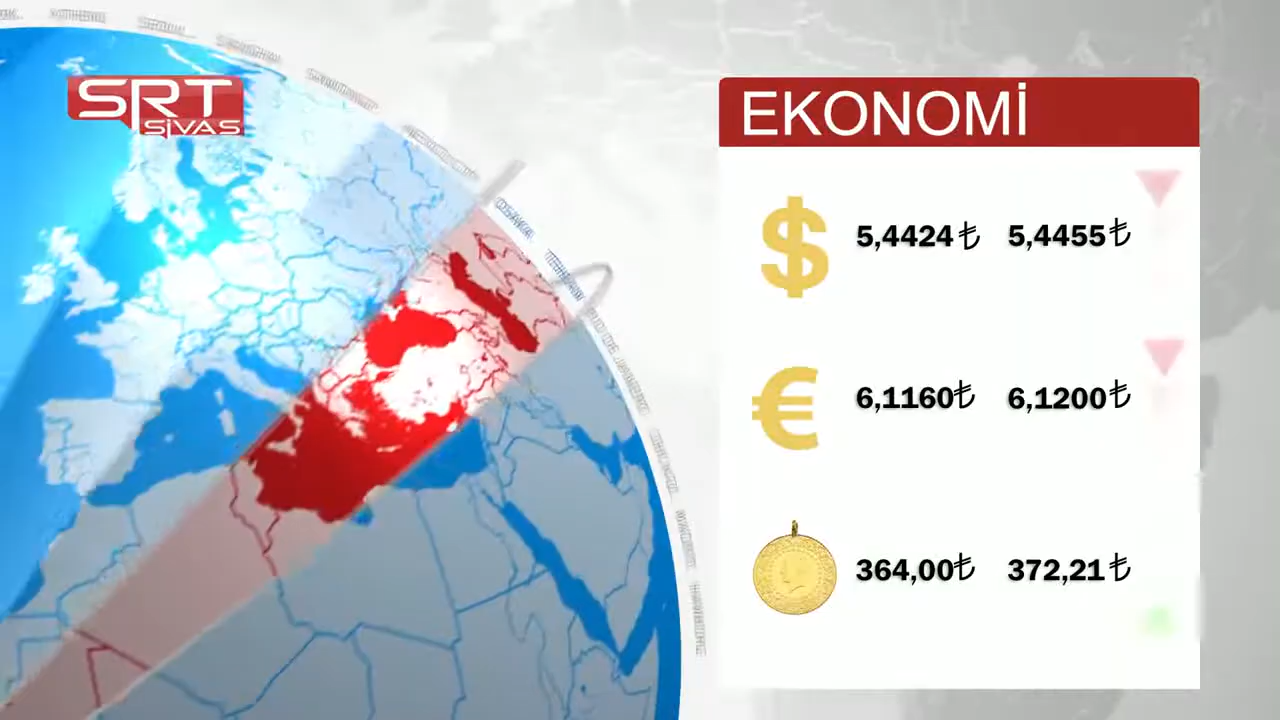 SRT
SİVAS
EKONOMİ
$ 5,4424₺ 5,4455₺
€ 6,1160₺ 6,1200₺
364,00₺ 372,21₺